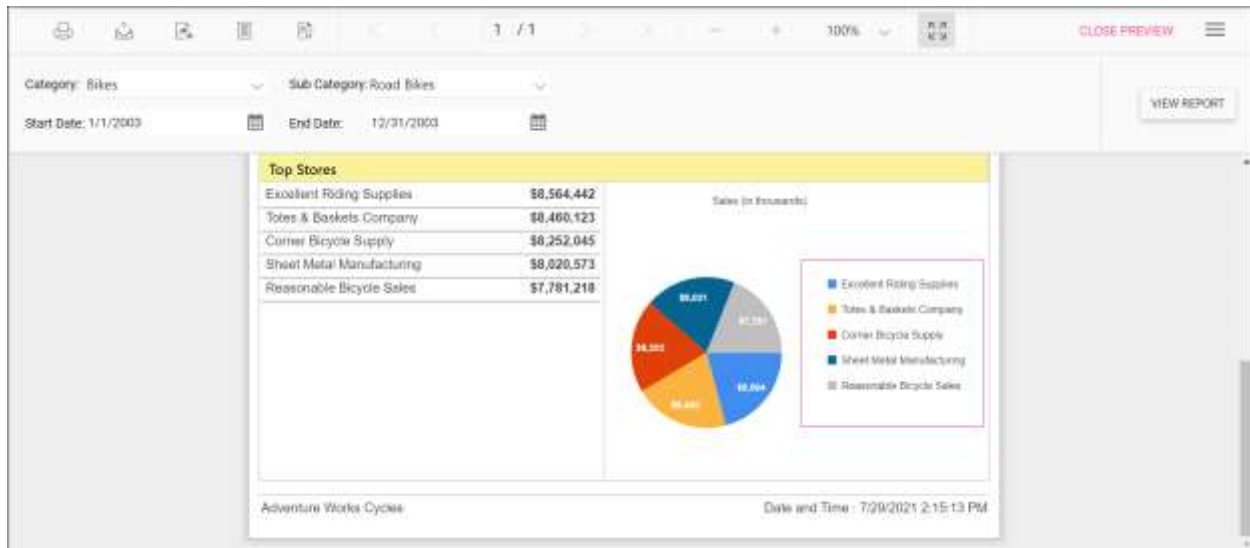 1 / 1 100% CLOSE PREVIEW
Category: Bikes Sub Category: Road Bikes
VIEW REPORT
Start Date: 1/1/2003 End Date: 12/31/2003
Top Stores
Excellent Riding Supplies $8,564,442
Totes & Baskets Company $8,460,123
Corner Bicycle Supply $8,252,045
Sheet Metal Manufacturing $8,020,573
Reasonable Bicycle Sales $7,781,218
Sales (in thousands)
Excellent Riding Supplies
Totes & Baskets Company
Corner Bicycle Supply
Sheet Metal Manufacturing
Reasonable Bicycle Sales
Adventure Works Cycles Date and Time : 7/29/2021 2:15:13 PM